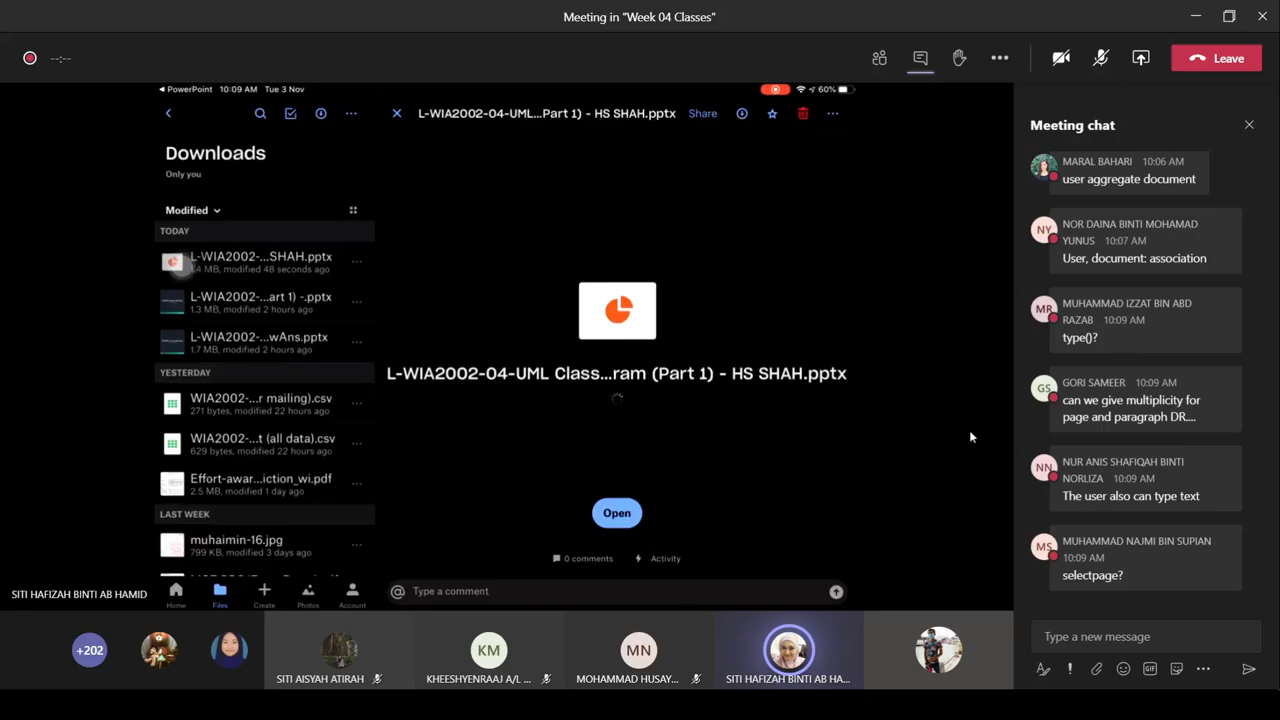 Meeting in "Week 04 Classes"
--:--
Leave
PowerPoint 10:09 AM Tue 3 Nov
60%
L-WIA2002-04-UML...Part 1) - HS SHAH.pptx Share
Downloads
Only you
Modified
TODAY
L-WIA2002-...SHAH.pptx
1.4 MB, modified 48 seconds ago
L-WIA2002-...art 1) -.pptx
1.3 MB, modified 2 hours ago
L-WIA2002-...wAns.pptx
1.7 MB, modified 2 hours ago
YESTERDAY
WIA2002-...r mailing).csv
271 bytes, modified 22 hours ago
WIA2002-...t (all data).csv
629 bytes, modified 22 hours ago
Effort-awar...iction_wi.pdf
2.5 MB, modified 1 day ago
LAST WEEK
muhaimin-16.jpg
799 KB, modified 3 days ago
Home
Files
Create
Photos
Account
L-WIA2002-04-UML Class...ram (Part 1) - HS SHAH.pptx
Open
0 comments
Activity
@ Type a comment
SITI HAFIZAH BINTI AB HAMID
+202
SITI AISYAH ATIRAH
KM
KHEESHYENRAAJ A/L ...
MN
MOHAMMAD HUSAY...
SITI HAFIZAH BINTI AB HA...
Meeting chat
MARAL BAHARI 10:06 AM
user aggregate document
NY
NOR DAINA BINTI MOHAMAD
YUNUS 10:07 AM
User, document: association
MR
MUHAMMAD IZZAT BIN ABD
RAZAB 10:09 AM
type()?
GS
GORI SAMEER 10:09 AM
can we give multiplicity for
page and paragraph DR....
NN
NUR ANIS SHAFIQAH BINTI
NORLIZA 10:09 AM
The user also can type text
MS
MUHAMMAD NAJMI BIN SUPIAN
10:09 AM
selectpage?
Type a new message
GIF